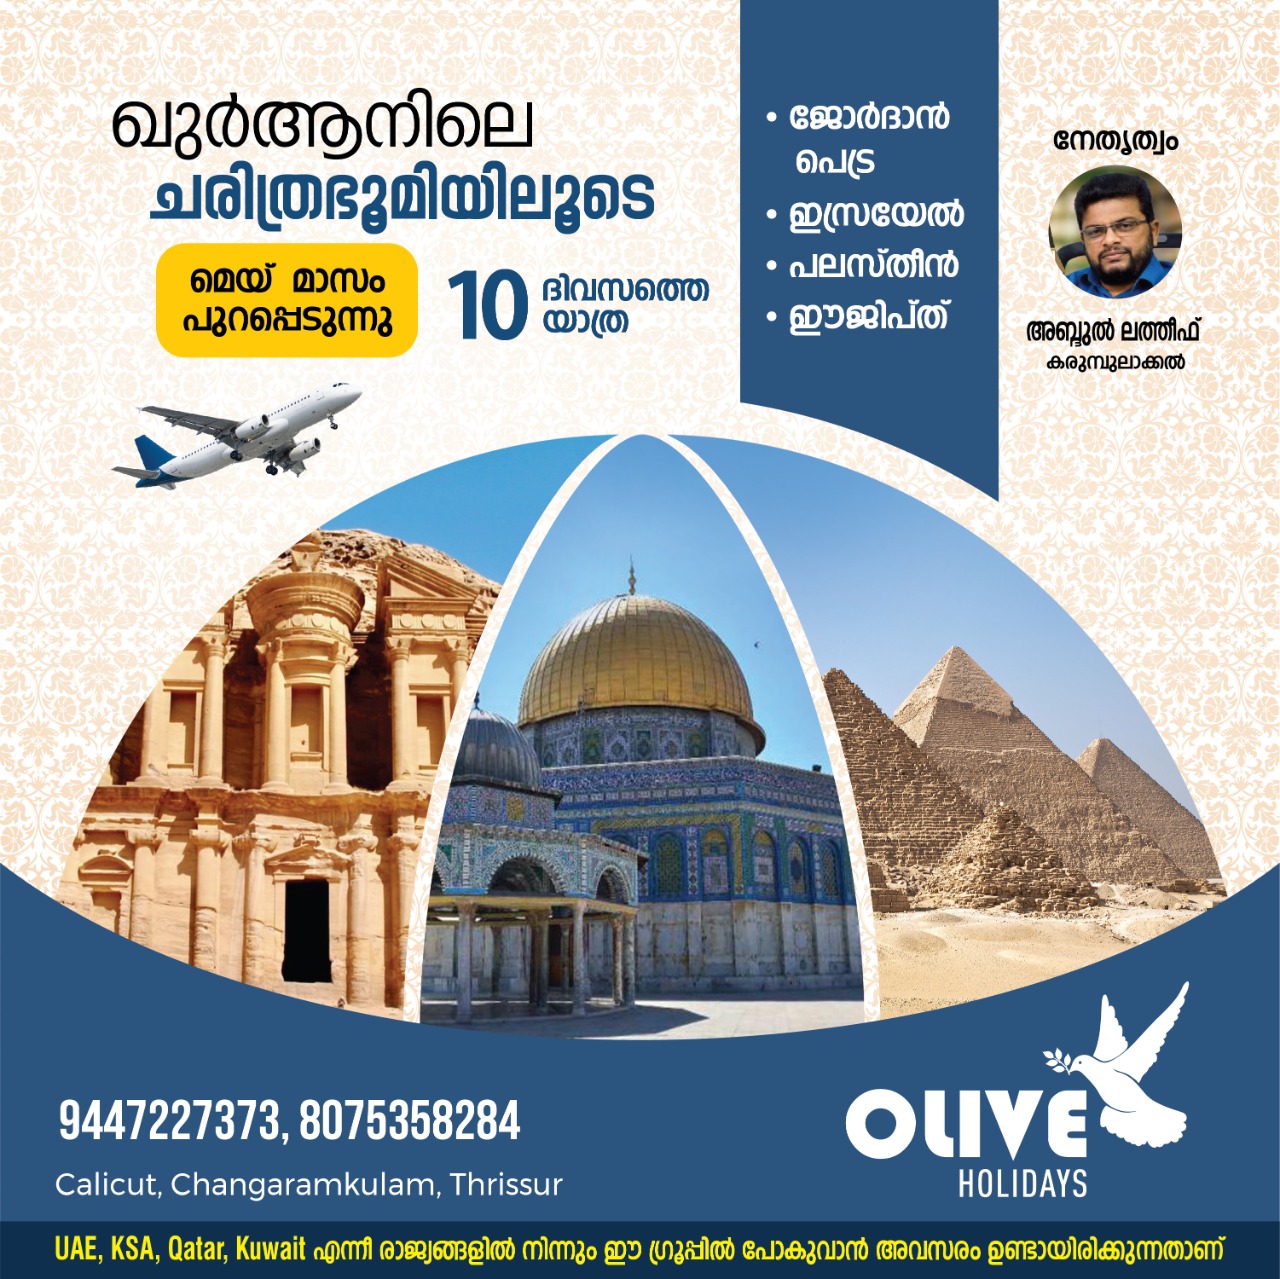 ഖുർആനിലെ
ചരിത്രഭൂമിയിലൂടെ
മെയ് മാസം
പുറപ്പെടുന്നു
10 ദിവസത്തെ
യാത്ര
• ജോർദാൻ
പെട്ര
• ഇസ്രയേൽ
• പലസ്തീൻ
• ഈജിപ്ത്
നേതൃത്വം
അബ്ദുൽ ലത്തീഫ്
കരുമ്പുലാക്കൽ
9447227373, 8075358284
Calicut, Changaramkulam, Thrissur
OLIVE
HOLIDAYS
UAE, KSA, Qatar, Kuwait എന്നീ രാജ്യങ്ങളിൽ നിന്നും ഈ ഗ്രൂപ്പിൽ പോകുവാൻ അവസരം ഉണ്ടായിരിക്കുന്നതാണ്